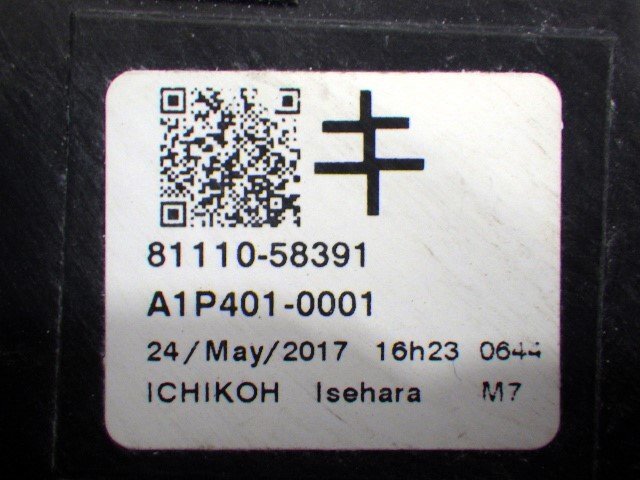 キ
81110-58391
A1P401-0001
24/May/2017 16h23 0644
ICHIKOH Isehara M7